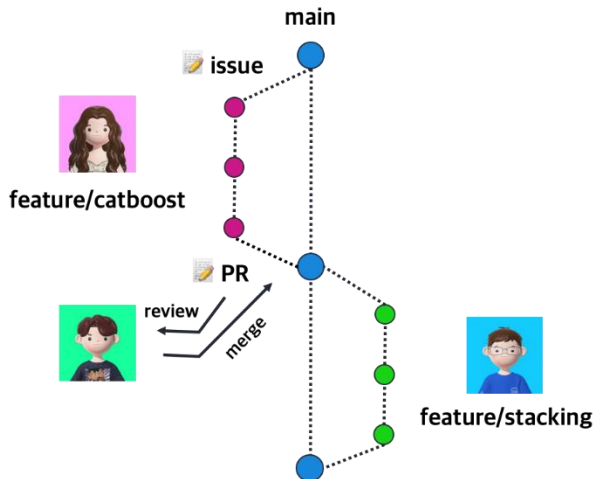 main
📝 issue
feature/catboost
📝 PR
review
merge
feature/stacking